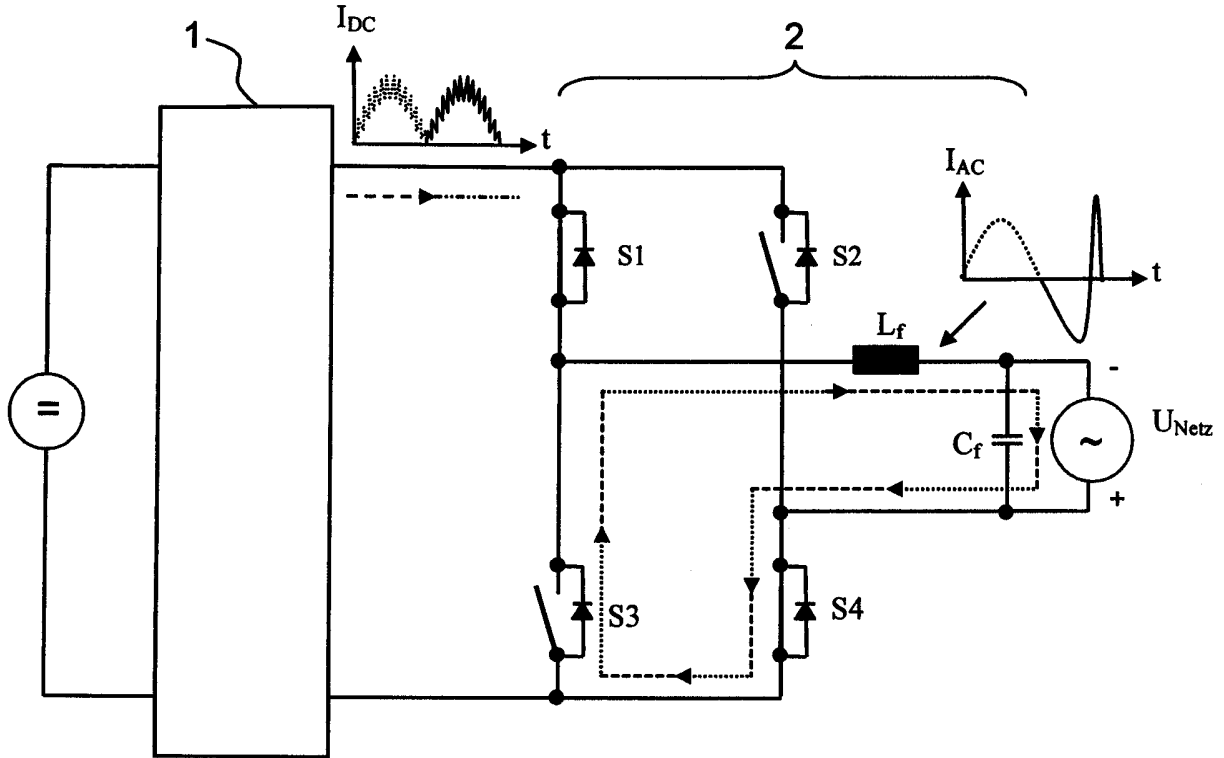 1
I_DC
t
2
S1
S2
I_AC
t
L_f
-
=
C_f
~
U_Netz
+
S3
S4